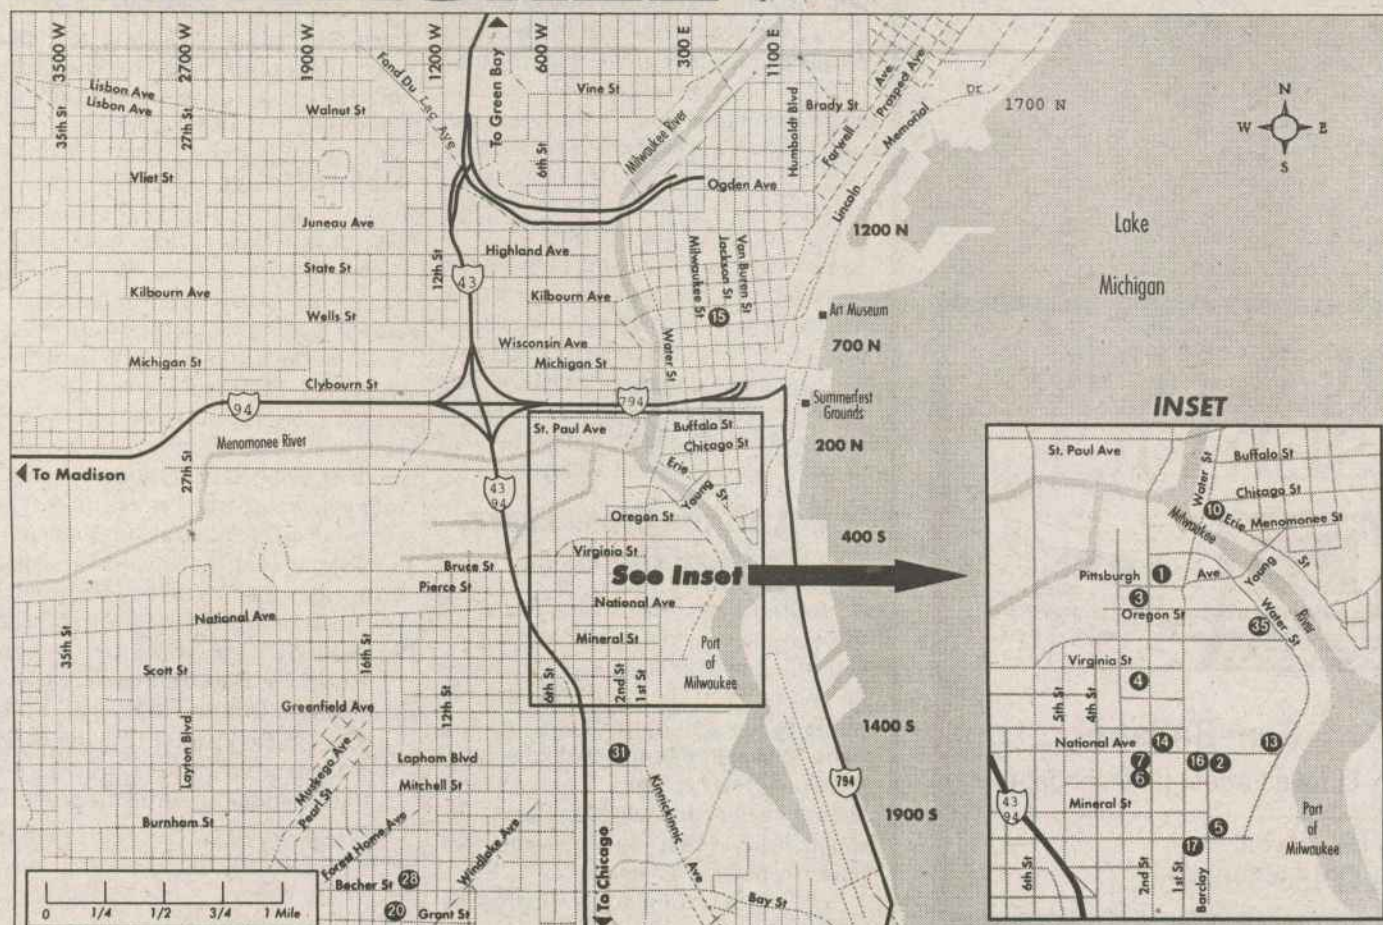 3500 W
2700 W
1900 W
1200 W
To Green Bay
600 W
300 E
1100 E
Lisbon Ave
Lisbon Ave
35th St
27th St
Walnut St
Fond Du Lac Ave
Vine St
6th St
Milwaukee River
Humboldt Blvd
Brady St
Farwell Ave
Prospect Ave
Lincoln Memorial Dr
1700 N
N
W E
S
Vliet St
Ogden Ave
Juneau Ave
1200 N
Lake
Michigan
Highland Ave
State St
12th St
43
Milwaukee St
Jackson St
Van Buren St
Kilbourn Ave
Kilbourn Ave
Wells St
15
Art Museum
Wisconsin Ave
700 N
Michigan St
Michigan St
Water St
Clybourn St
94
794
Summerfest
Grounds
St. Paul Ave
Buffalo St
Chicago St
200 N
Menomonee River
To Madison
27th St
43
94
Erie
Young St
Oregon St
400 S
Virginia St
Bruce St
See Inset
Pierce St
National Ave
National Ave
35th St
16th St
Mineral St
Scott St
6th St
2nd St
1st St
Port
of
Milwaukee
Greenfield Ave
12th St
1400 S
Layton Blvd
Muskego Ave
Pearl St
Lapham Blvd
31
Mitchell St
Kinnickinnic Ave
794
Burnham St
1900 S
Forest Home Ave
Windlake Ave
Becher St 28
20 Grant St
To Chicago
Bay St
0 1/4 1/2 3/4 1 Mile
INSET
St. Paul Ave
Water St
Buffalo St
Chicago St
10
Erie
Menomonee St
Milwaukee
River
Pittsburgh 1 Ave
Young St
3
Oregon St
Water St
35
Virginia St
4
5th St
4th St
National Ave 14
13
7
16 2
6
Mineral St
43
94
5
17
Port
of
Milwaukee
6th St
2nd St
1st St
Barclay